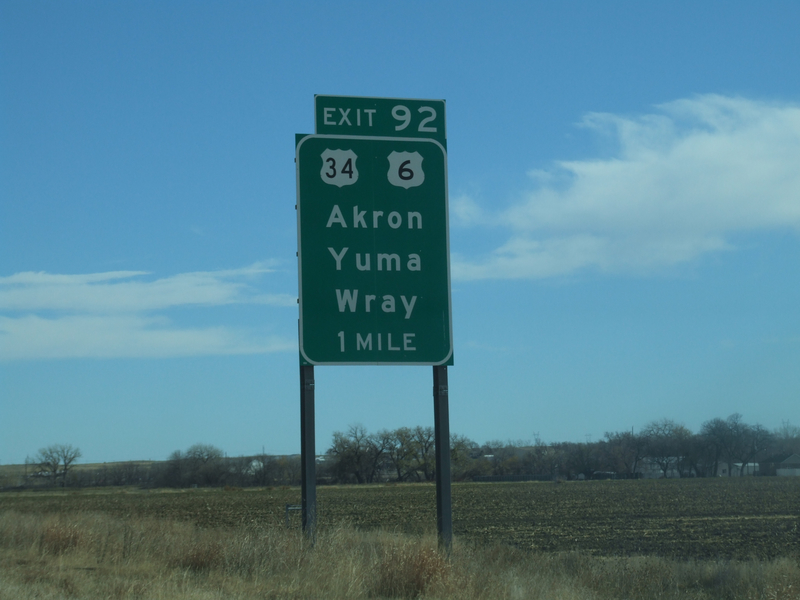 EXIT 92
34 6
Akron
Yuma
Wray
1 MILE